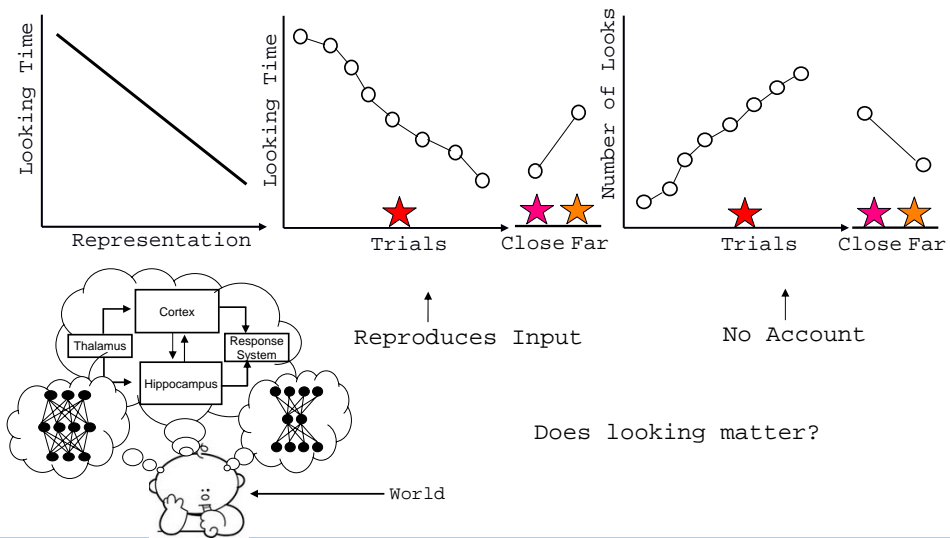 Looking Time
Representation
Looking Time
Trials
Close Far
Number of Looks
Trials
Close Far
Reproduces Input
No Account
Cortex
Thalamus
Response
System
Hippocampus
Does looking matter?
World